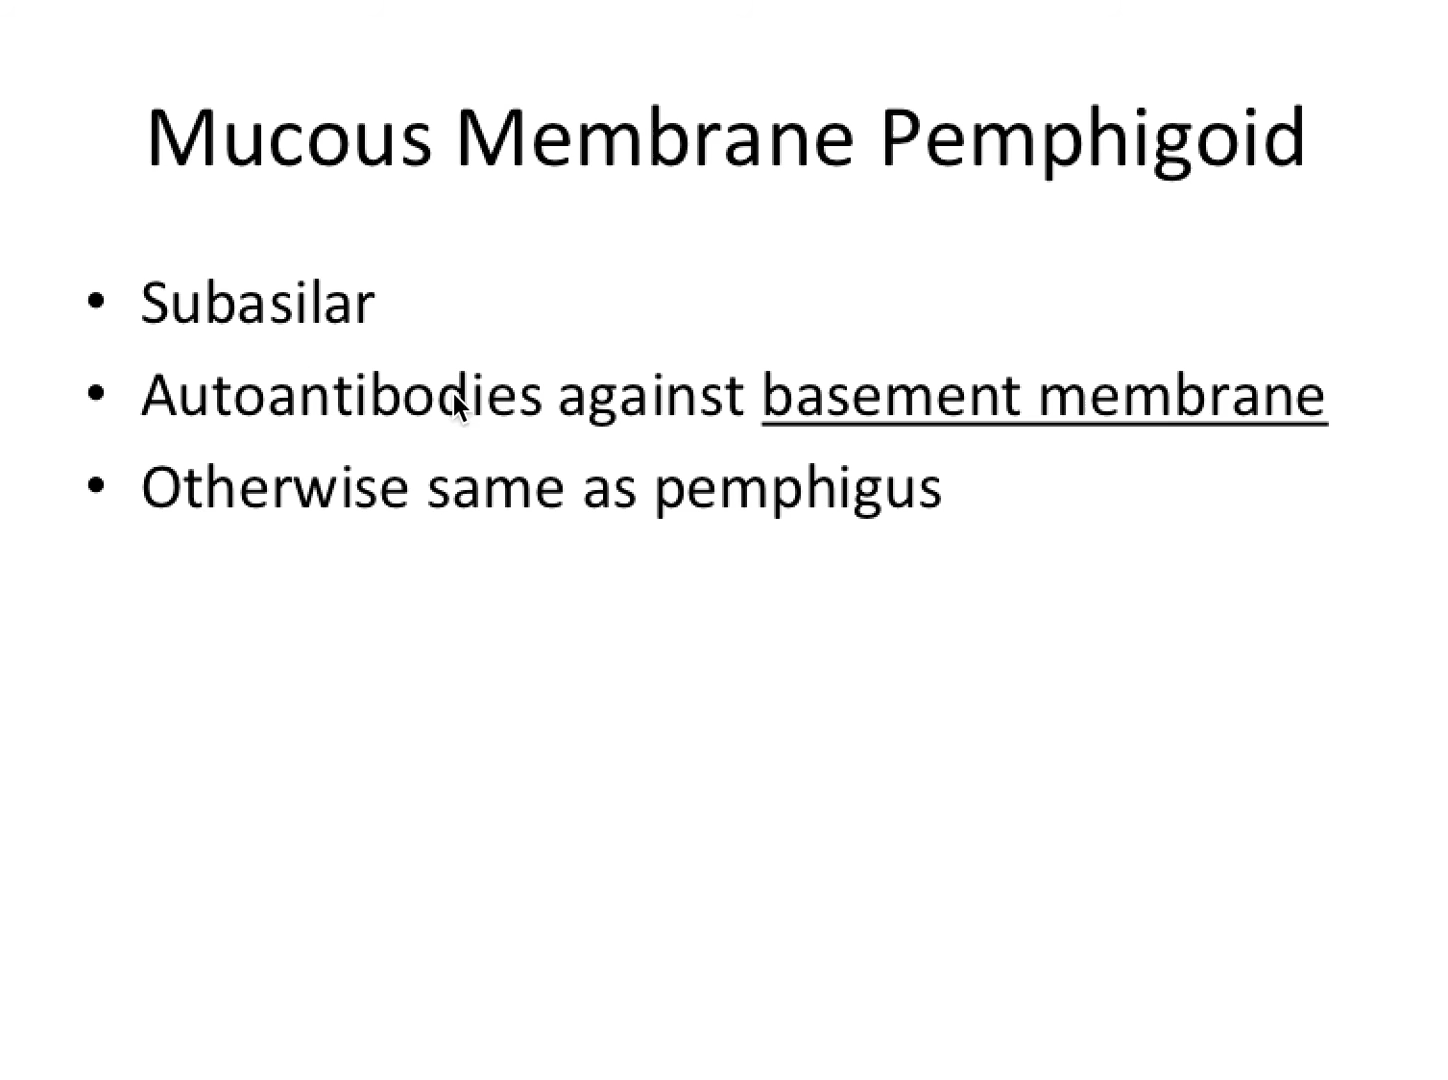 Mucous Membrane Pemphigoid
• Subasilar
• Autoantibodies against basement membrane
• Otherwise same as pemphigus